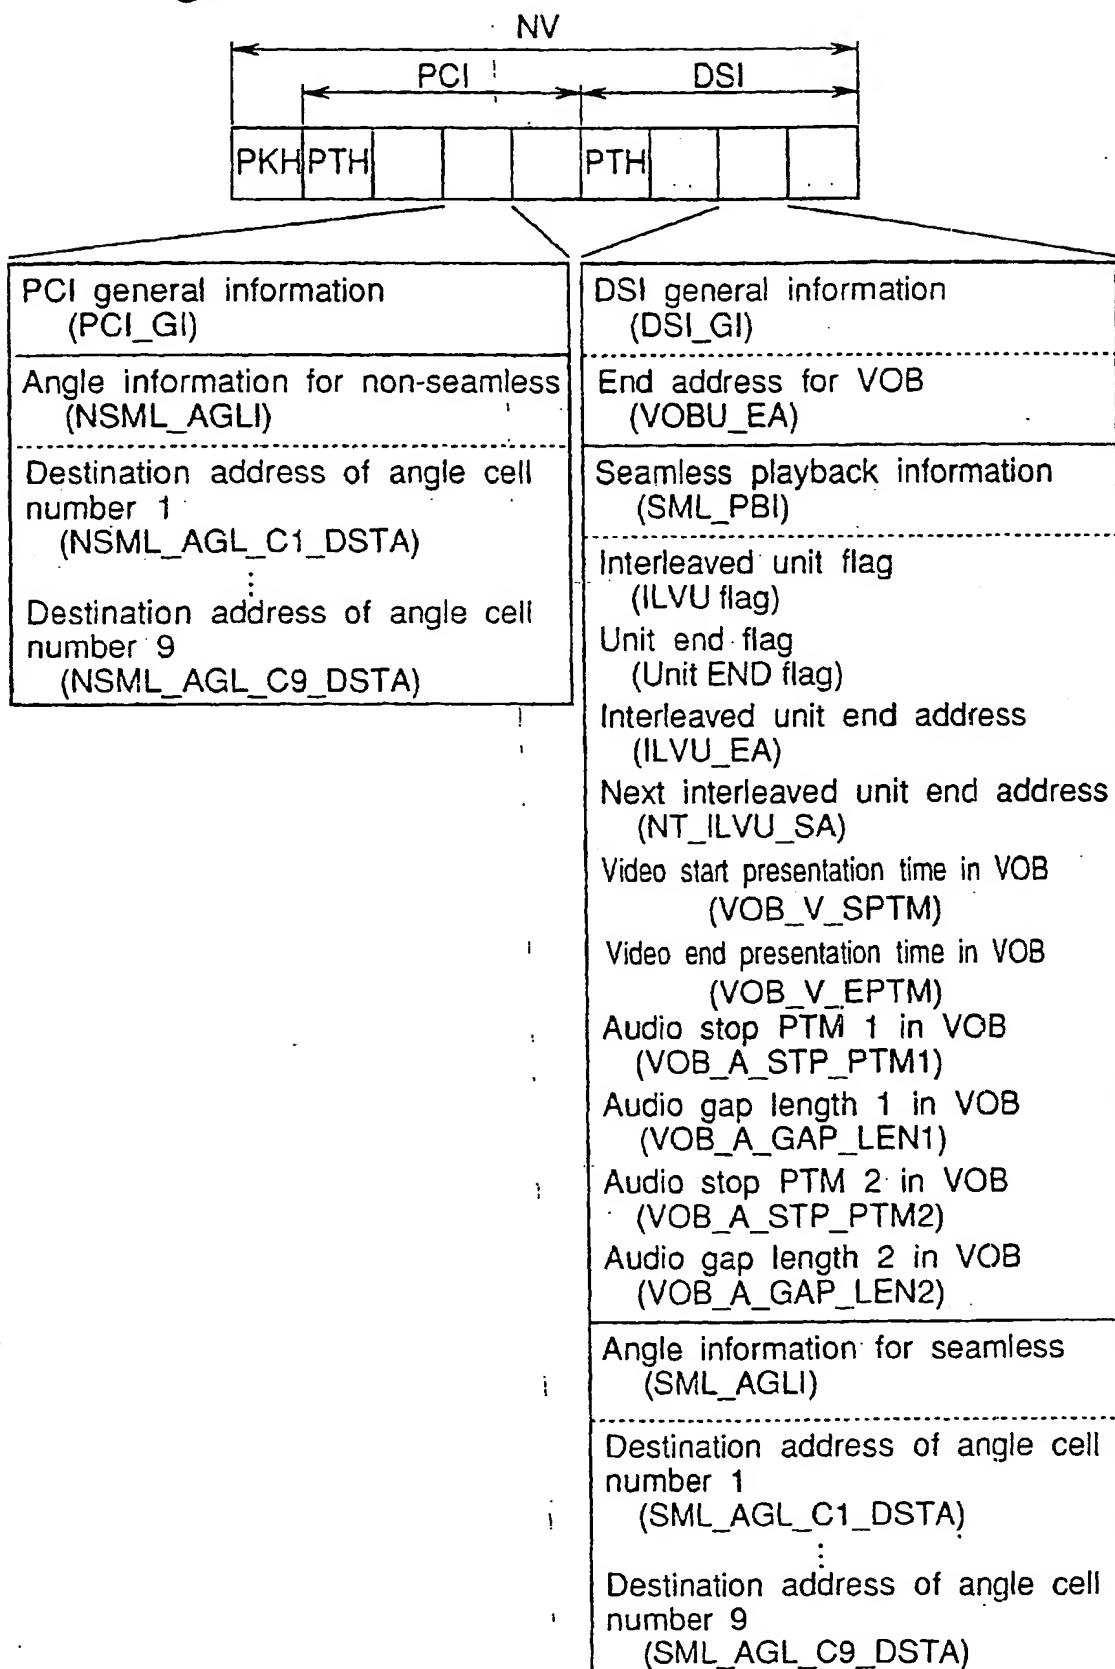 NV
PCI DSI
PKH PTH PTH
PCI general information
(PCI_GI)
Angle information for non-seamless
(NSML_AGLI)
Destination address of angle cell
number 1
(NSML_AGL_C1_DSTA)
Destination address of angle cell
number 9
(NSML_AGL_C9_DSTA)
DSI general information
(DSI_GI)
End address for VOB
(VOBU_EA)
Seamless playback information
(SML_PBI)
Interleaved unit flag
(ILVU flag)
Unit end flag
(Unit END flag)
Interleaved unit end address
(ILVU_EA)
Next interleaved unit end address
(NT_ILVU_SA)
Video start presentation time in VOB
(VOB_V_SPTM)
Video end presentation time in VOB
(VOB_V_EPTM)
Audio stop PTM 1 in VOB
(VOB_A_STP_PTM1)
Audio gap length 1 in VOB
(VOB_A_GAP_LEN1)
Audio stop PTM 2 in VOB
(VOB_A_STP_PTM2)
Audio gap length 2 in VOB
(VOB_A_GAP_LEN2)
Angle information for seamless
(SML_AGLI)
Destination address of angle cell
number 1
(SML_AGL_C1_DSTA)
Destination address of angle cell
number 9
(SML_AGL_C9_DSTA)